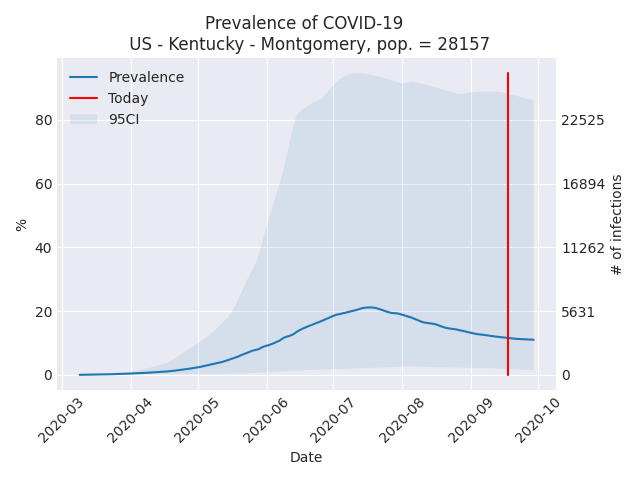 Prevalence of COVID-19
US - Kentucky - Montgomery, pop. = 28157
Prevalence
Today
95CI
80
60
40
20
0
%
22525
16894
11262
5631
0
# of infections
2020-03
2020-04
2020-05
2020-06
2020-07
2020-08
2020-09
2020-10
Date